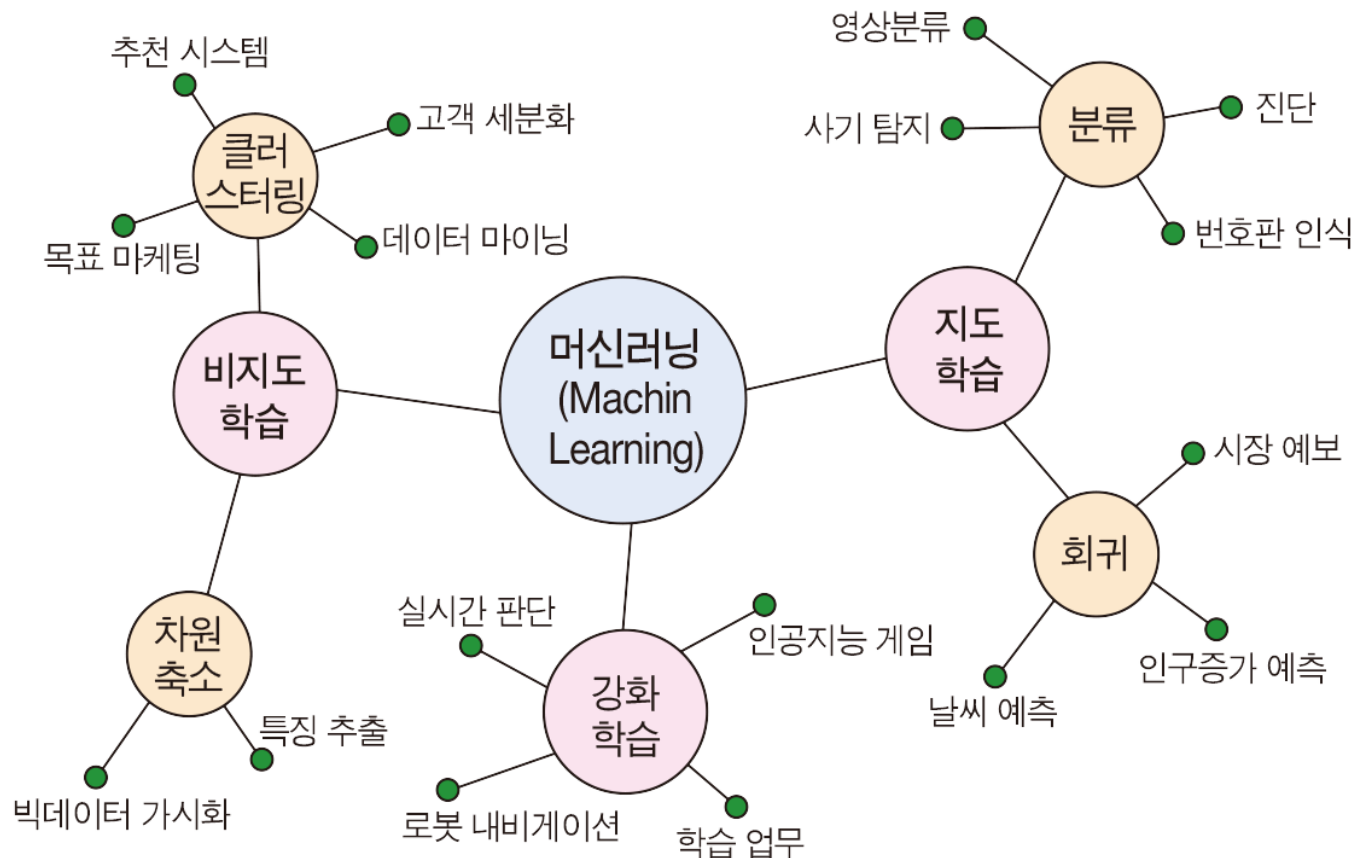 추천 시스템
고객 세분화
클러
스터링
목표 마케팅
데이터 마이닝
영상분류
사기 탐지
분류
진단
번호판 인식
비지도
학습
머신러닝
(Machin
Learning)
지도
학습
시장 예보
회귀
인구증가 예측
날씨 예측
차원
축소
특징 추출
빅데이터 가시화
실시간 판단
인공지능 게임
강화
학습
로봇 내비게이션
학습 업무